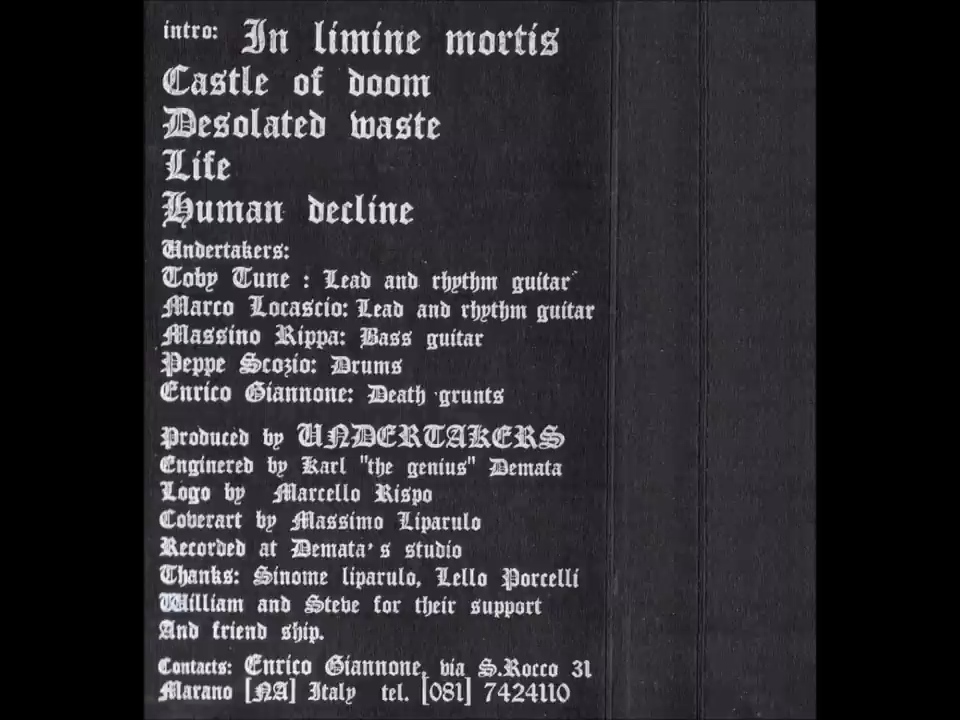 intro: In limine mortis
Castle of doom
Desolated waste
Life
Human decline
Undertakers:
Toby Tune : Lead and rhythm guitar
Marco Locascio: Lead and rhythm guitar
Massino Rippa: Bass guitar
Peppe Scozio: Drums
Enrico Giannone: Death grunts
Produced by UNDERTAKERS
Enginered by Karl "the genius" Demata
Logo by Marcello Rispo
Coverart by Massimo Liparulo
Recorded at Demata's studio
Thanks: Sinome liparulo, Lello Porcelli
William and Steve for their support
And friend ship.
Contacts: Enrico Giannone, via S.Rocco 31
Marano [NA] Italy tel. [081] 7424110